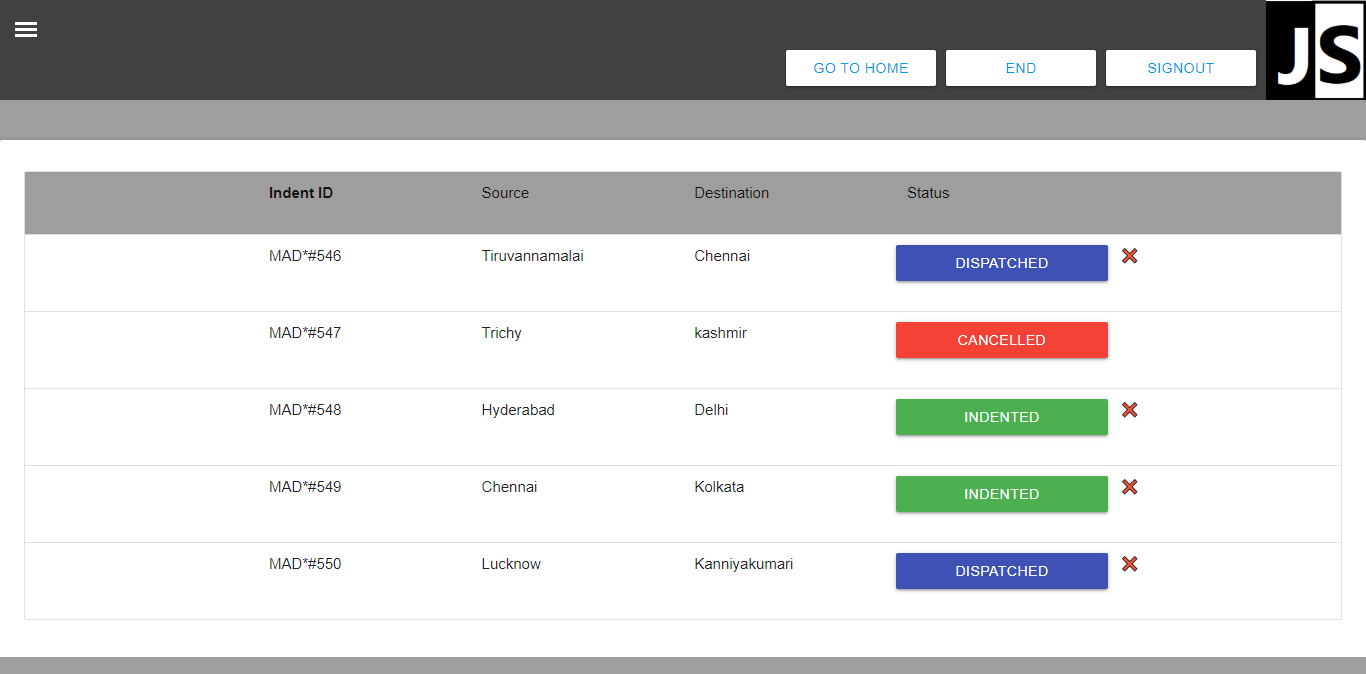 JS
GO TO HOME END SIGNOUT
Indent ID Source Destination Status
MAD*#546 Tiruvannamalai Chennai DISPATCHED
MAD*#547 Trichy kashmir CANCELLED
MAD*#548 Hyderabad Delhi INDENTED
MAD*#549 Chennai Kolkata INDENTED
MAD*#550 Lucknow Kanniyakumari DISPATCHED